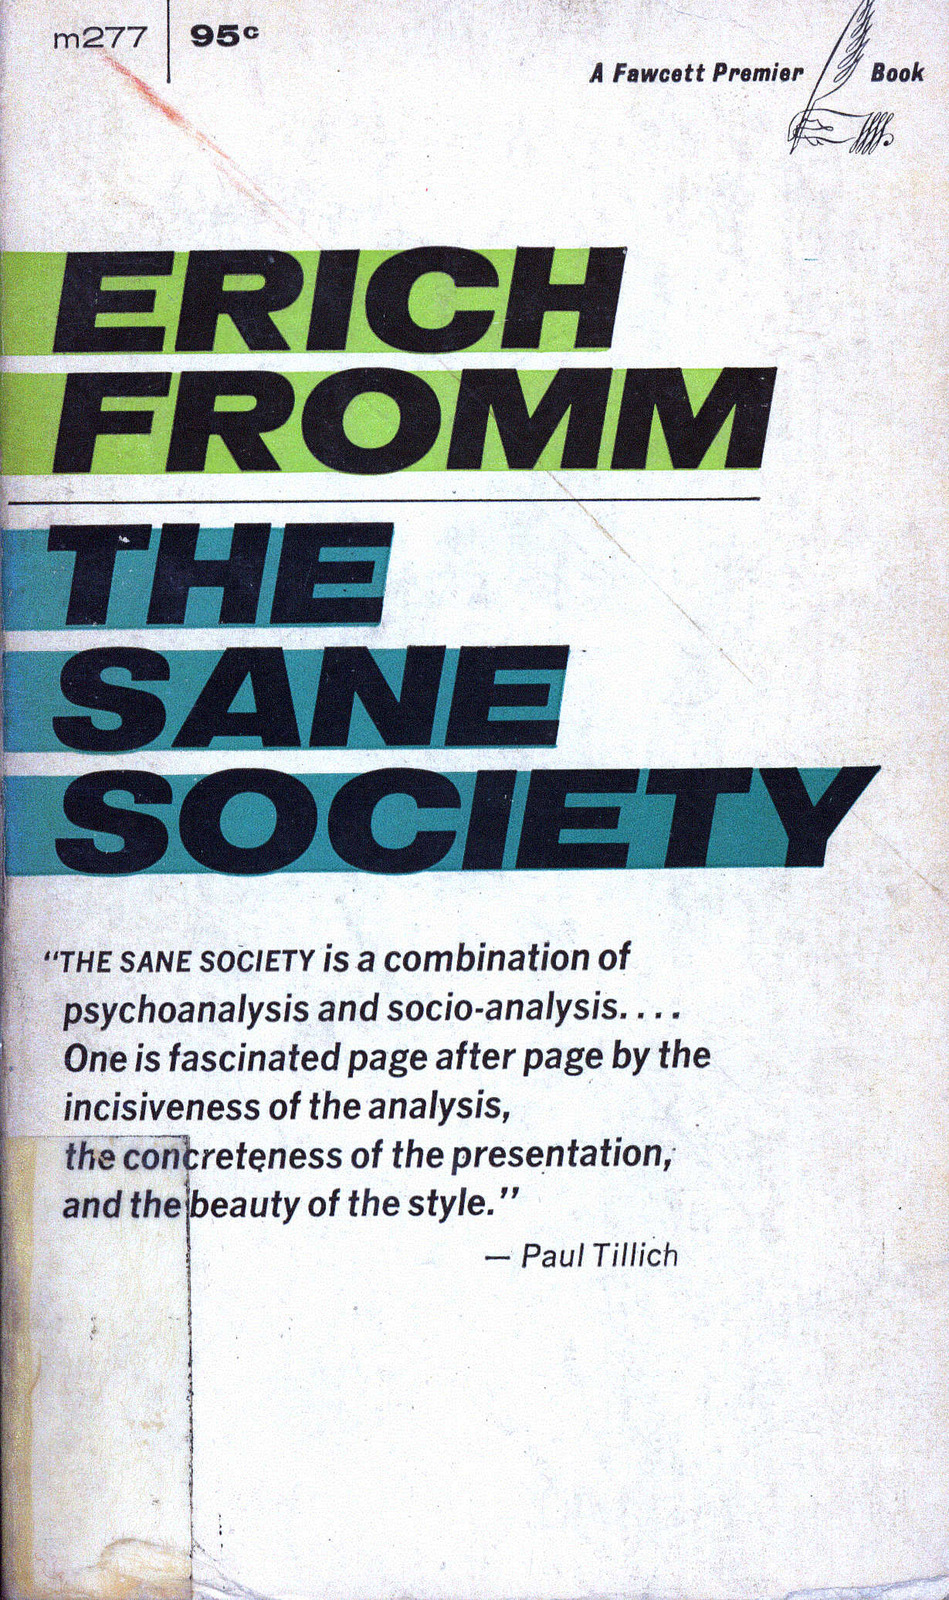 m277 | 95c
A Fawcett Premier Book
ERICH
FROMM
THE
SANE
SOCIETY
“THE SANE SOCIETY is a combination of
psychoanalysis and socio-analysis. . . .
One is fascinated page after page by the
incisiveness of the analysis,
the concreteness of the presentation,
and the beauty of the style.”
— Paul Tillich